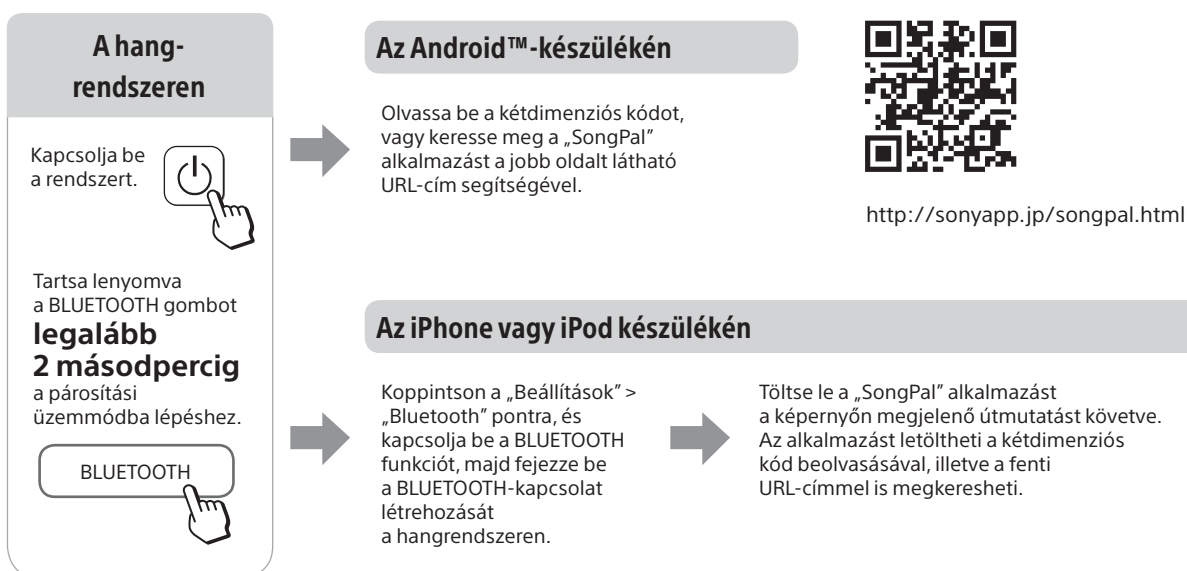 A hang-
rendszeren
Kapcsolja be
a rendszert.
Tartsa lenyomva
a BLUETOOTH gombot
legalább
2 másodpercig
a párosítási
üzemmódba lépéshez.
BLUETOOTH
Az Android™-készülékén
Olvassa be a kétdimenziós kódot,
vagy keresse meg a „SongPal”
alkalmazást a jobb oldalt látható
URL-cím segítségével.
http://sonyapp.jp/songpal.html
Az iPhone vagy iPod készülékén
Koppintson a „Beállítások” >
„Bluetooth” pontra, és
kapcsolja be a BLUETOOTH
funkciót, majd fejezze be
a BLUETOOTH-kapcsolat
létrehozását
a hangrendszeren.
Töltse le a „SongPal” alkalmazást
a képernyőn megjelenő útmutatást követve.
Az alkalmazást letöltheti a kétdimenziós
kód beolvasásával, illetve a fenti
URL-címmel is megkeresheti.